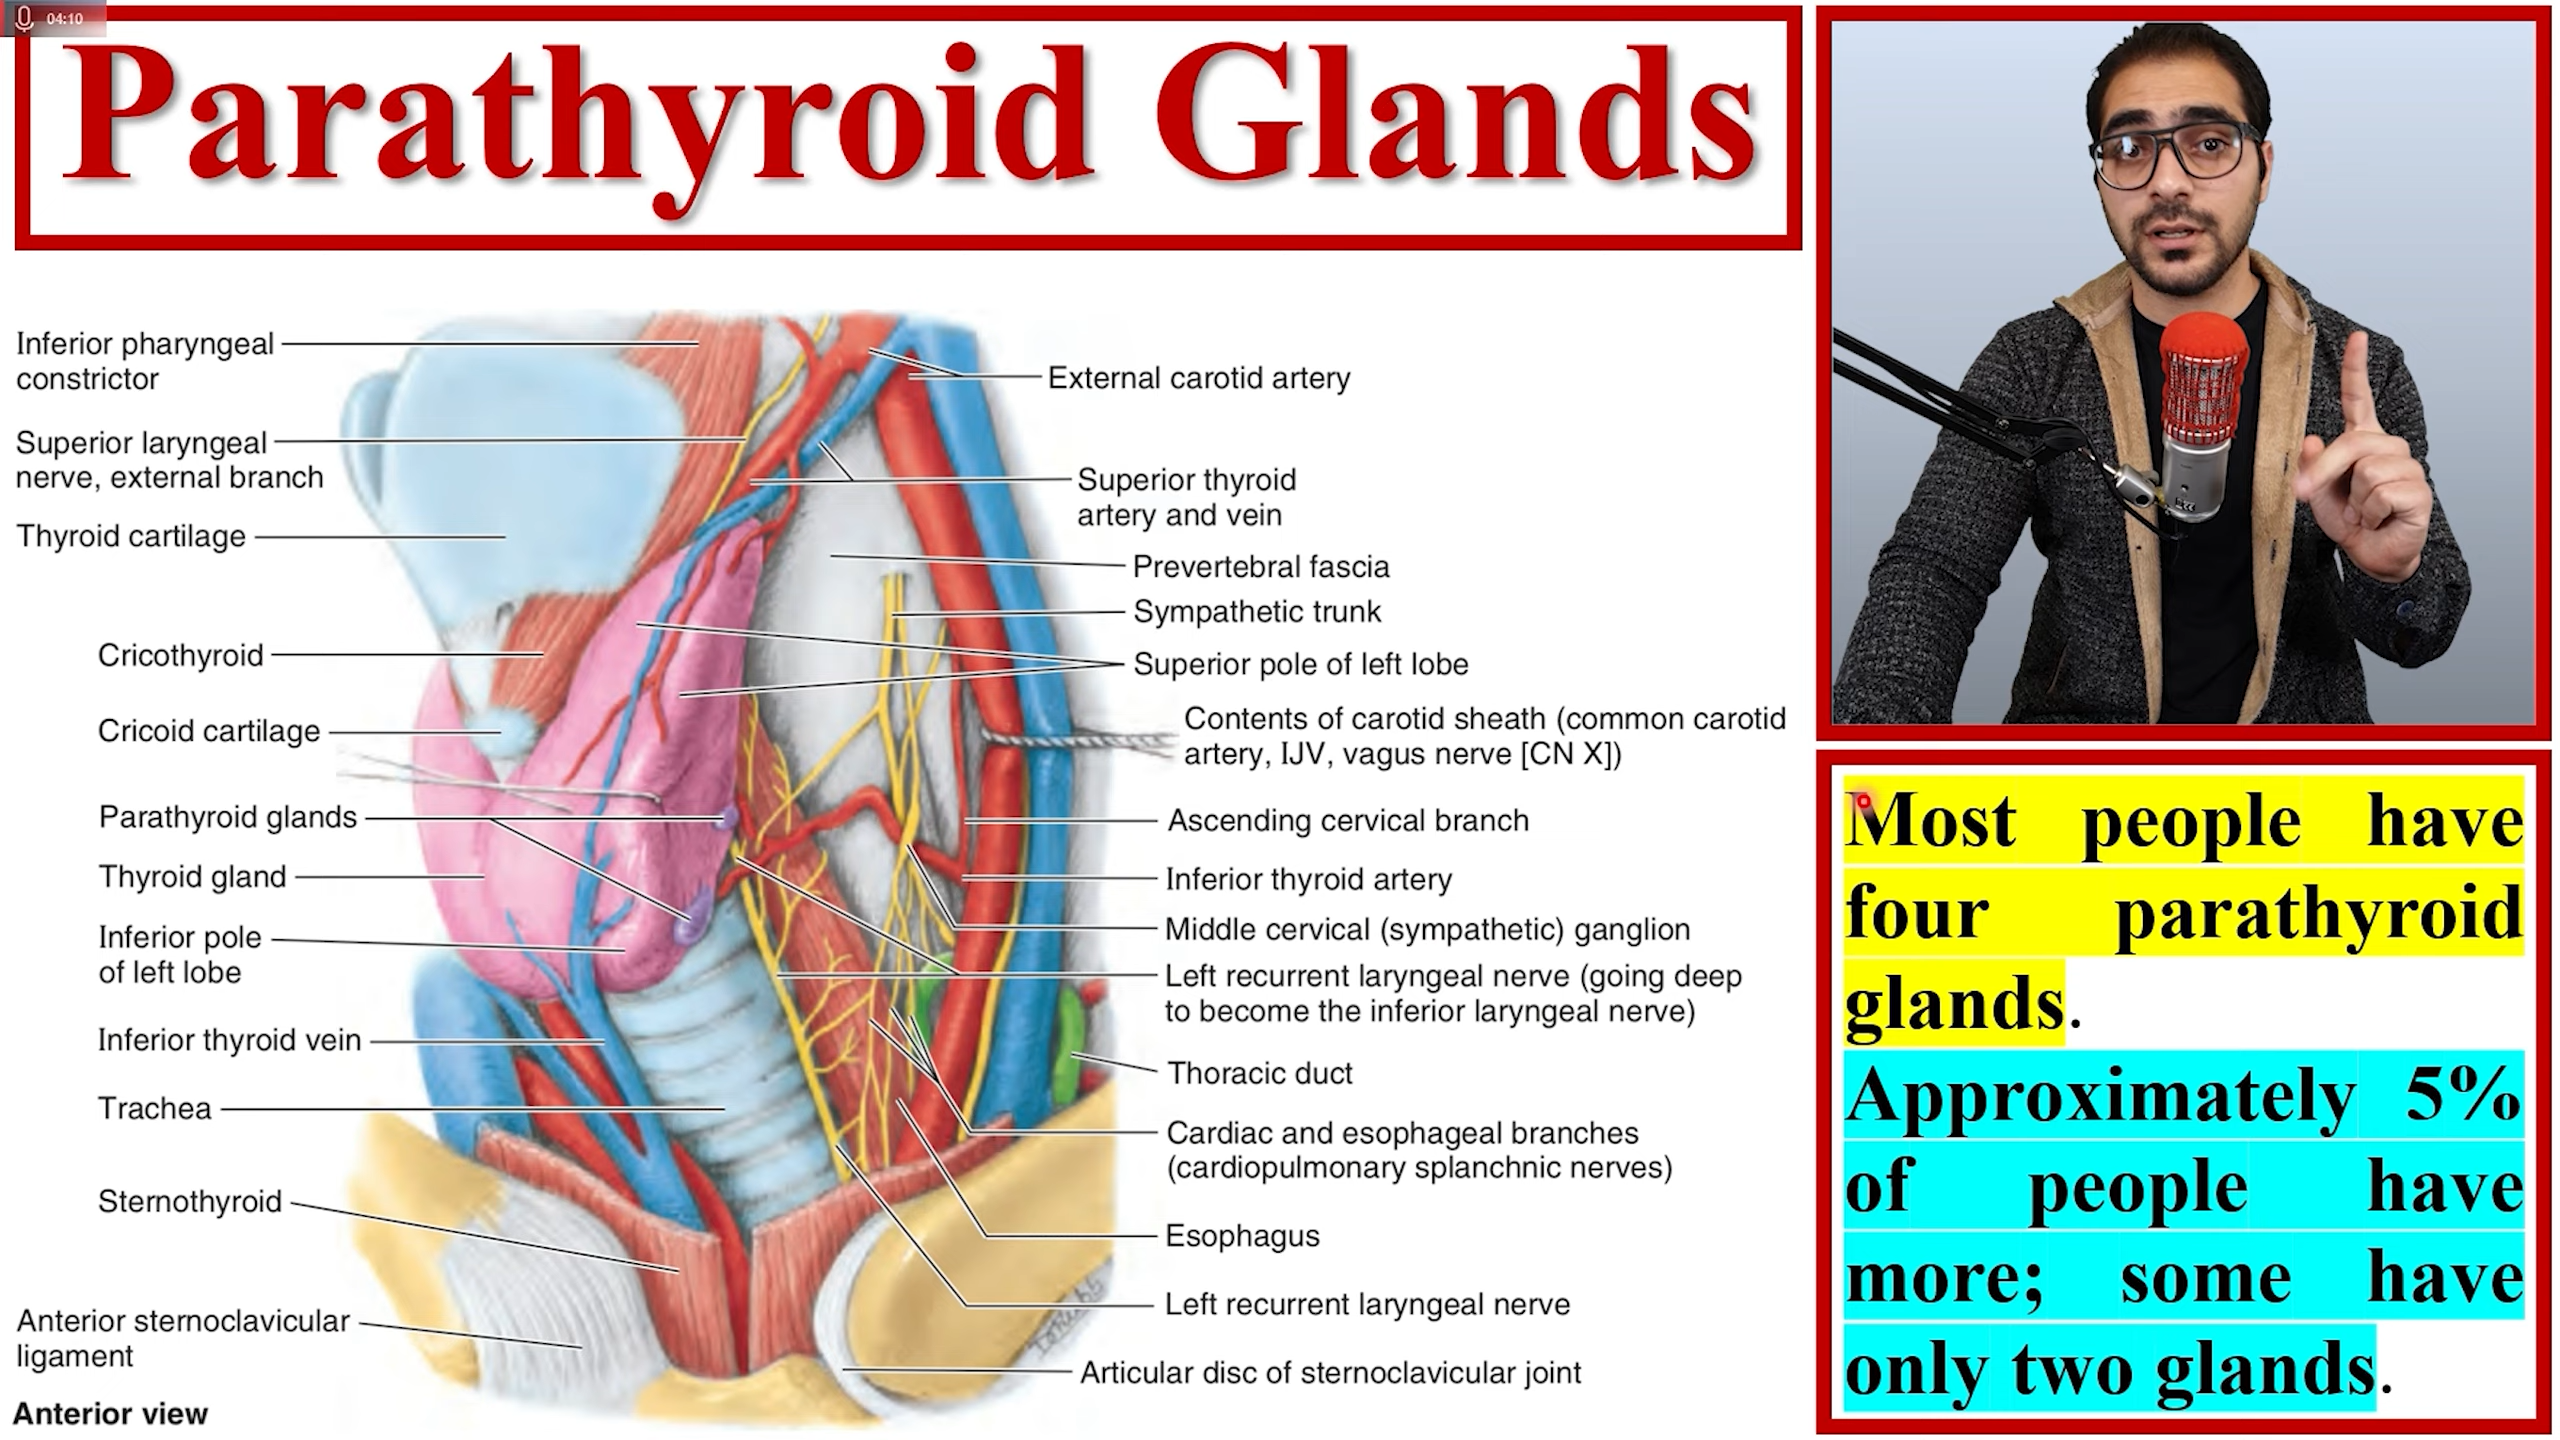 04:10
Parathyroid Glands
Inferior pharyngeal
constrictor
Superior laryngeal
nerve, external branch
Thyroid cartilage
Cricothyroid
Cricoid cartilage
Parathyroid glands
Thyroid gland
Inferior pole
of left lobe
Inferior thyroid vein
Trachea
Sternothyroid
Anterior sternoclavicular
ligament
Anterior view
External carotid artery
Superior thyroid
artery and vein
Prevertebral fascia
Sympathetic trunk
Superior pole of left lobe
Contents of carotid sheath (common carotid
artery, IJV, vagus nerve [CN X])
Ascending cervical branch
Inferior thyroid artery
Middle cervical (sympathetic) ganglion
Left recurrent laryngeal nerve (going deep
to become the inferior laryngeal nerve)
Thoracic duct
Cardiac and esophageal branches
(cardiopulmonary splanchnic nerves)
Esophagus
Left recurrent laryngeal nerve
Articular disc of sternoclavicular joint
Most people have
four parathyroid
glands.
Approximately 5%
of people have
more; some have
only two glands.